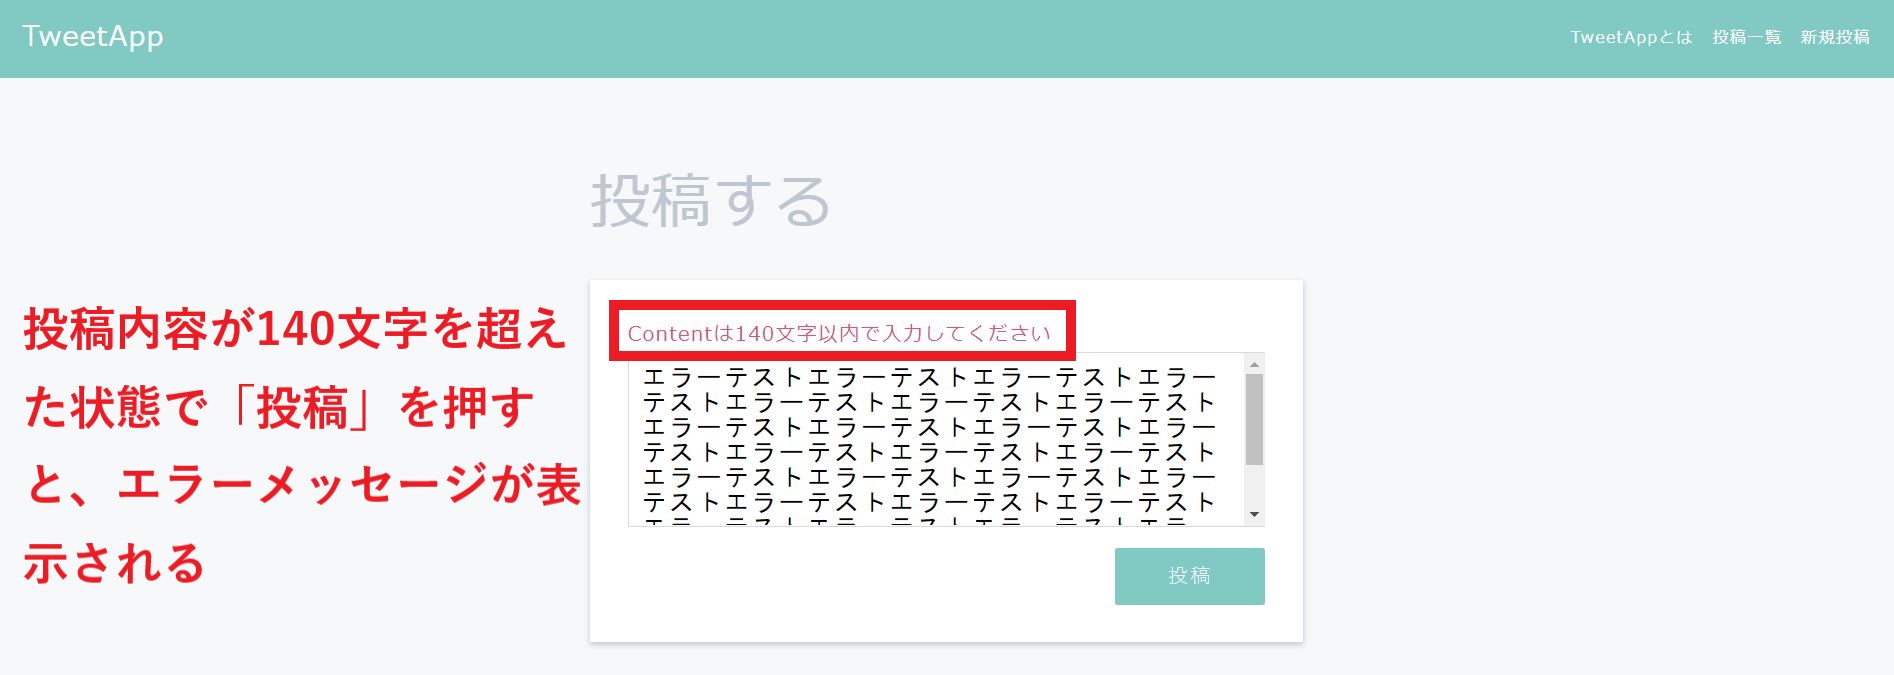 TweetApp
TweetAppとは 投稿一覧 新規投稿
投稿する
投稿内容が140文字を超え
た状態で「投稿」を押す
と、エラーメッセージが表
示される
Contentは140文字以内で入力してください
エラーテストエラーテストエラーテストエラー
テストエラーテストエラーテストエラーテスト
エラーテストエラーテストエラーテストエラー
テストエラーテストエラーテストエラーテスト
エラーテストエラーテストエラーテストエラー
テストエラーテストエラーテストエラーテスト
エラーテストエラーテストエラーテストエラー
投稿